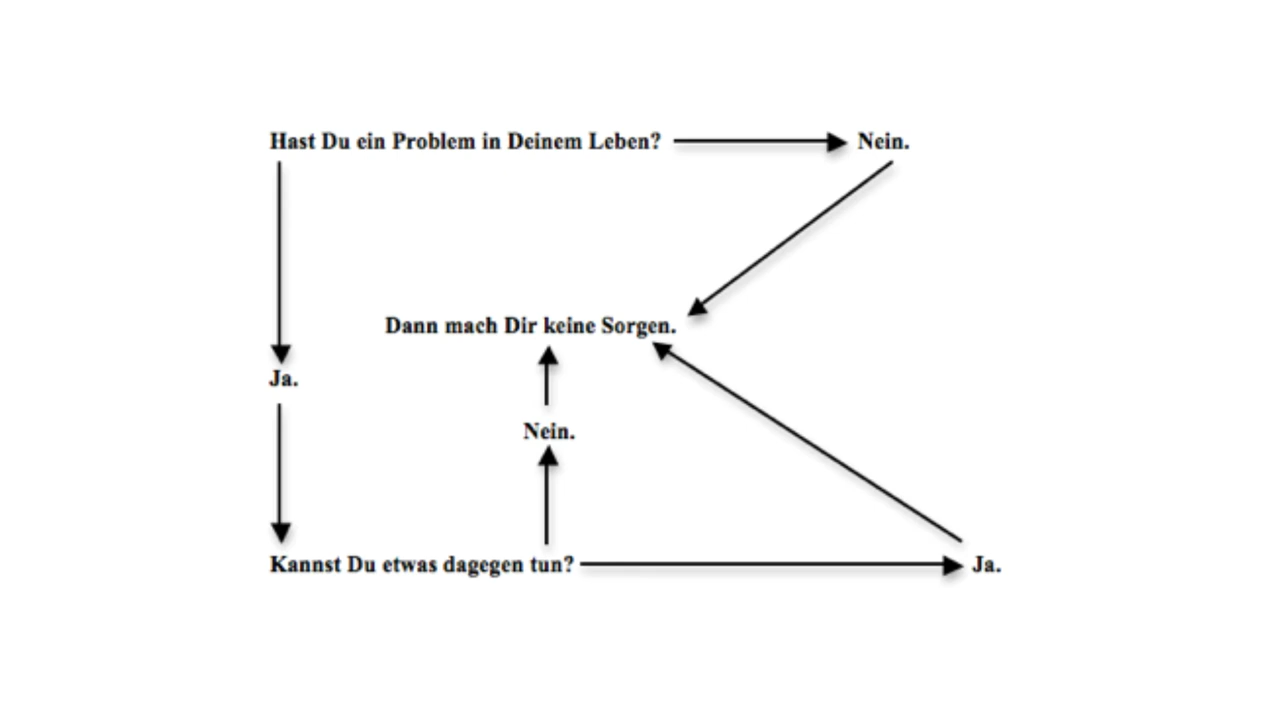 Hast Du ein Problem in Deinem Leben? Nein.
Dann mach Dir keine Sorgen.
Ja.
Nein.
Kannst Du etwas dagegen tun? Ja.